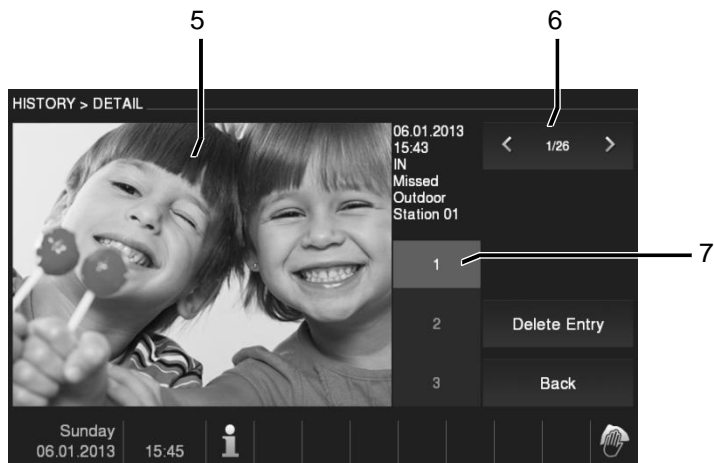 5
6
HISTORY > DETAIL
06.01.2013
15:43
IN
Missed
Outdoor
Station 01
< 1/26 >
1
7
2
Delete Entry
3
Back
Sunday
06.01.2013
15:45
i